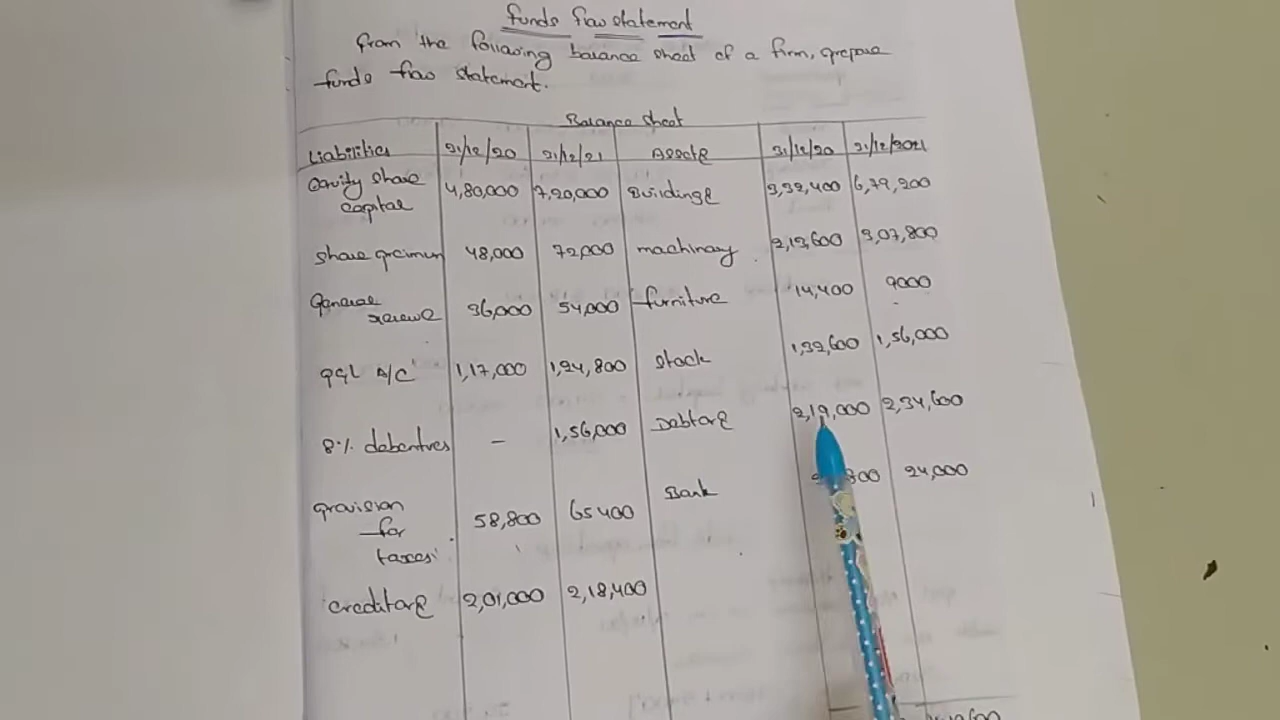 Funds flow statement
From the following balance sheet of a firm, prepare
funds flow statement.
Balance sheet
Liabilities 31/12/20 31/12/21 Assets 31/12/20 31/12/2021
Equity share capital 4,80,000 7,20,000 Buildings 3,32,400 6,79,200
share premium 48,000 72,000 machinary 2,13,600 3,07,800
General reserve 36,000 54,000 furniture 14,400 9000
P&L A/C 1,17,000 1,24,800 Stock 1,32,600 1,56,000
8% debentures - 1,56,000 Debtors 2,19,000 2,34,600
provision for taxes 58,800 65400 Bank 24,000
Creditors 2,01,000 2,18,400